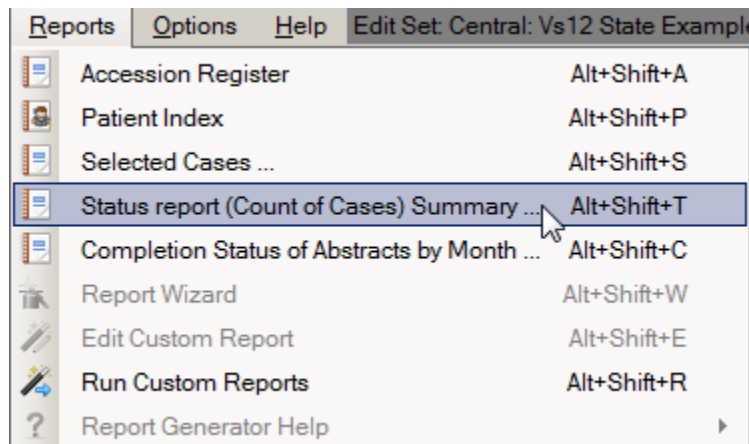 Reports Options Help Edit Set: Central: Vs12 State Example
Accession Register Alt+Shift+A
Patient Index Alt+Shift+P
Selected Cases ... Alt+Shift+S
Status report (Count of Cases) Summary ... Alt+Shift+T
Completion Status of Abstracts by Month ... Alt+Shift+C
Report Wizard Alt+Shift+W
Edit Custom Report Alt+Shift+E
Run Custom Reports Alt+Shift+R
Report Generator Help